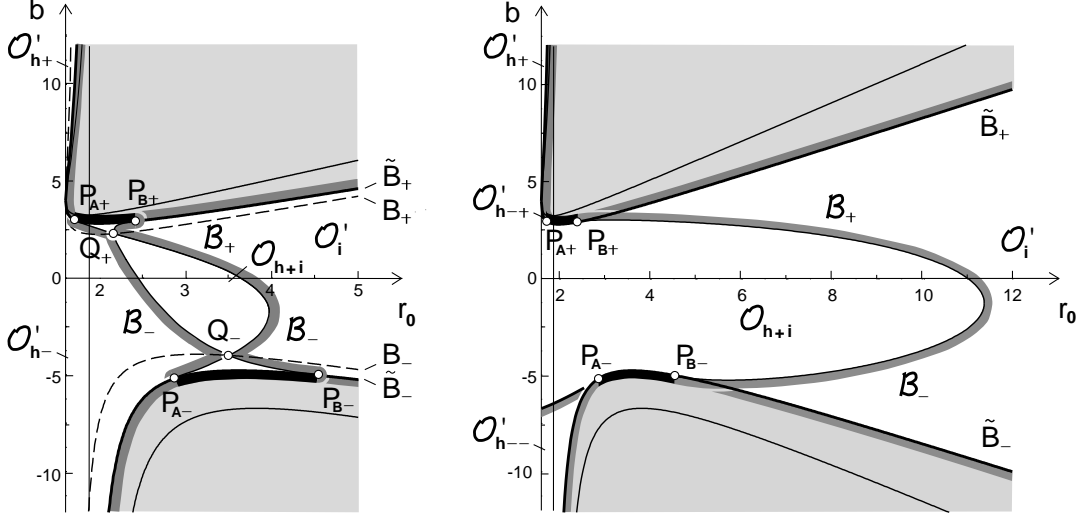 b
O'h+
10
5
PA+ PB+
B̃+
B+
Q+
B+
O'i
Oh+i
0
2 3 4 5
r0
B−
Q−
B−
O'h−
B−
-5
B̃−
PA−
PB−
-10
b
O'h+
10
B̃+
5
O'h−+
PA+ PB+
B+
O'i
0
2 4 6 8 10 12
r0
Oh+i
PA− PB−
-5
B−
O'h−−
B̃−
-10